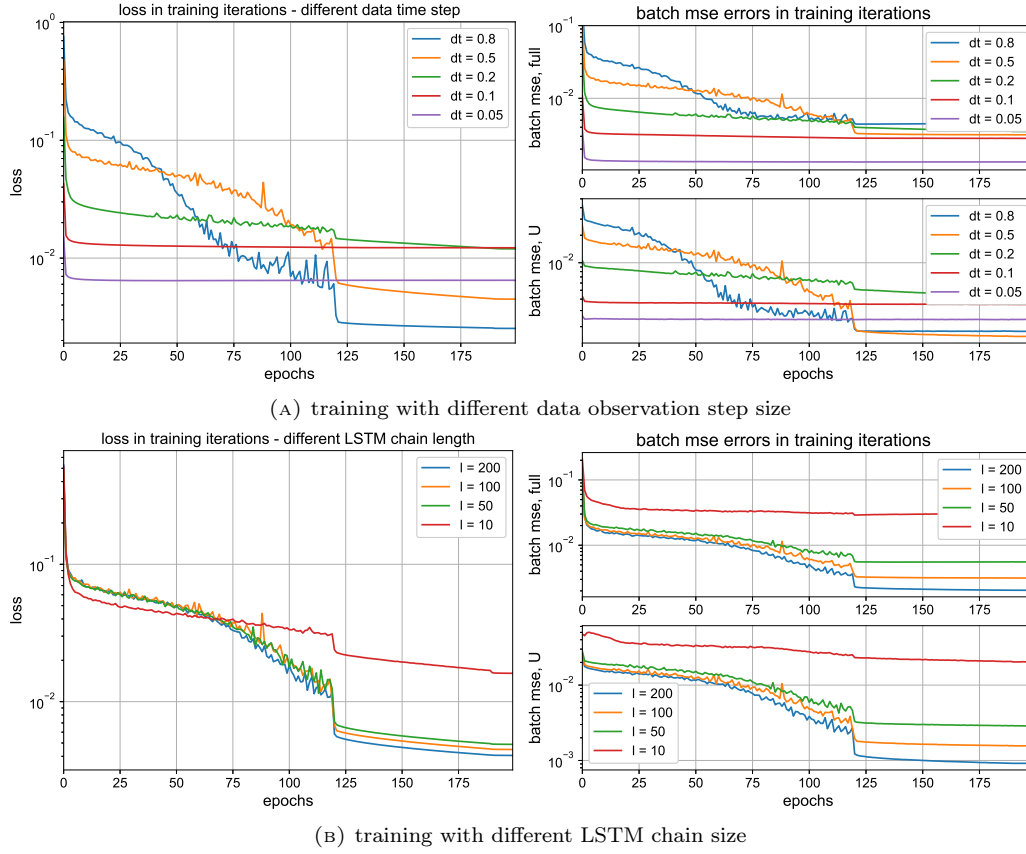 loss in training iterations - different data time step
10⁰
10⁻¹
10⁻²
loss
dt = 0.8
dt = 0.5
dt = 0.2
dt = 0.1
dt = 0.05
0 25 50 75 100 125 150 175
epochs
batch mse errors in training iterations
10⁻¹
10⁻²
batch mse, full
dt = 0.8
dt = 0.5
dt = 0.2
dt = 0.1
dt = 0.05
0 25 50 75 100 125 150 175
10⁻²
batch mse, U
dt = 0.8
dt = 0.5
dt = 0.2
dt = 0.1
dt = 0.05
0 25 50 75 100 125 150 175
epochs
(A) training with different data observation step size
loss in training iterations - different LSTM chain length
10⁻¹
10⁻²
loss
l = 200
l = 100
l = 50
l = 10
0 25 50 75 100 125 150 175
epochs
batch mse errors in training iterations
10⁻¹
10⁻²
batch mse, full
l = 200
l = 100
l = 50
l = 10
0 25 50 75 100 125 150 175
10⁻²
10⁻³
batch mse, U
l = 200
l = 100
l = 50
l = 10
0 25 50 75 100 125 150 175
epochs
(B) training with different LSTM chain size